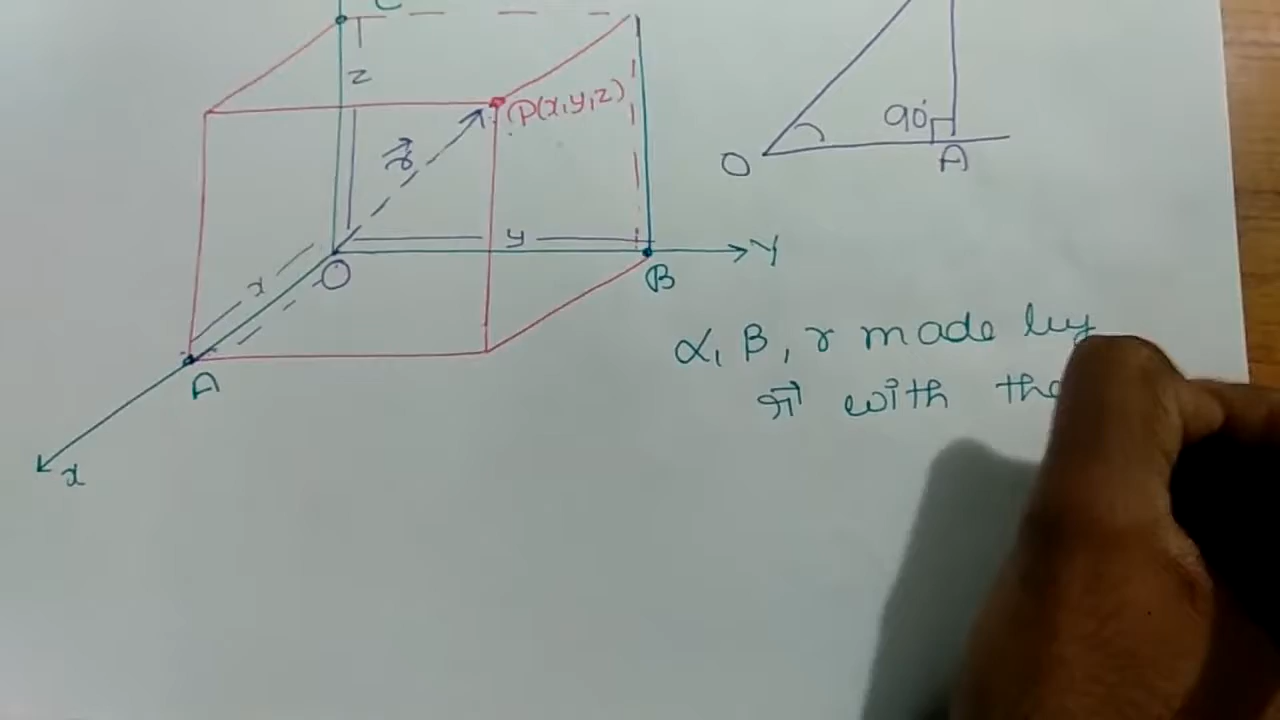 C
z
P(x,y,z)
r
90°
O
A
y
Y
x
O
B
α, β, r made by
A
r with the
x